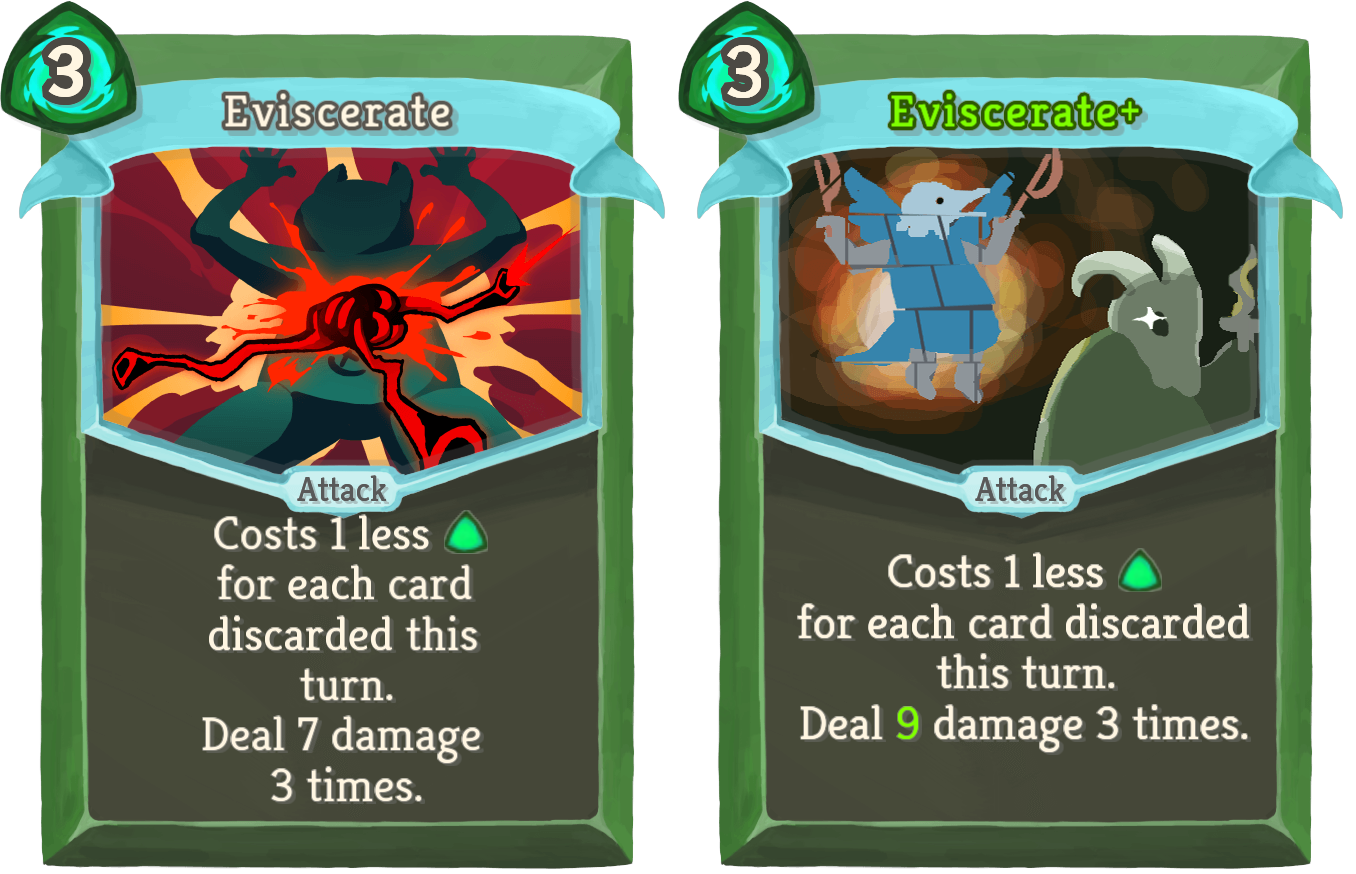 3
Eviscerate
Attack
Costs 1 less
for each card
discarded this
turn.
Deal 7 damage
3 times.
3
Eviscerate+
Attack
Costs 1 less
for each card discarded
this turn.
Deal 9 damage 3 times.